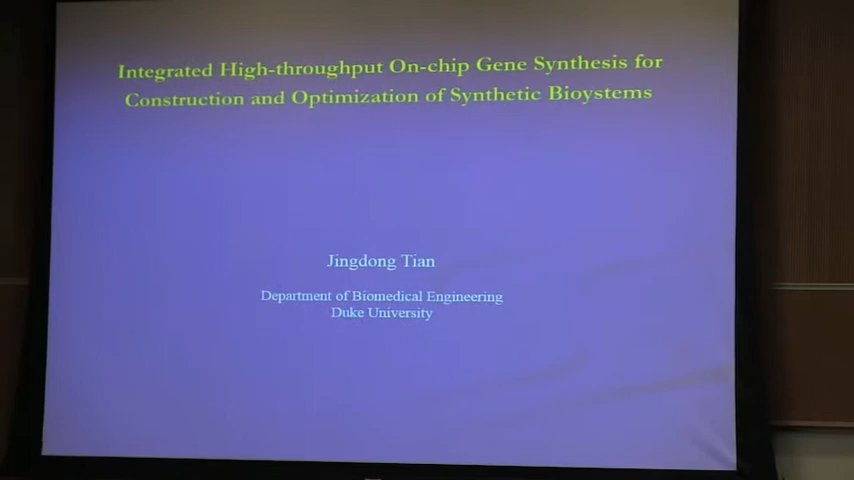 Integrated High-throughput On-chip Gene Synthesis for
Construction and Optimization of Synthetic Bioystems
Jingdong Tian
Department of Biomedical Engineering
Duke University